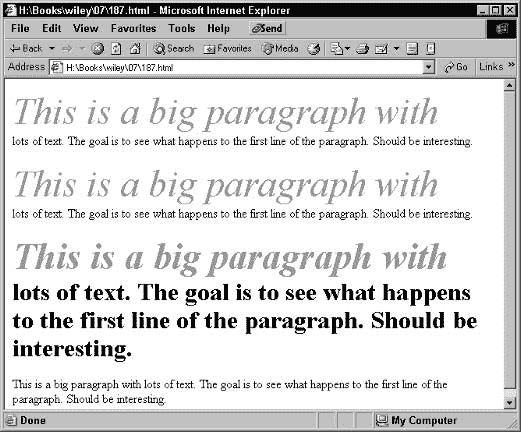 H:\Books\wiley\07\187.html - Microsoft Internet Explorer
File Edit View Favorites Tools Help Send
Back Search Favorites Media
Address H:\Books\wiley\07\187.html Go Links »
This is a big paragraph with
lots of text. The goal is to see what happens to the first line of the paragraph. Should be interesting.
This is a big paragraph with
lots of text. The goal is to see what happens to the first line of the paragraph. Should be interesting.
This is a big paragraph with
lots of text. The goal is to see what happens
to the first line of the paragraph. Should be
interesting.
This is a big paragraph with lots of text. The goal is to see what happens to the first line of the
paragraph. Should be interesting.
Done My Computer